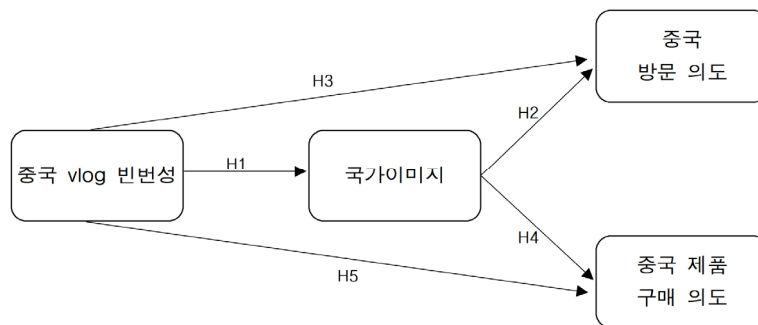 중국
방문 의도
H3
H2
중국 vlog 빈번성
H1
국가이미지
H4
H5
중국 제품
구매 의도